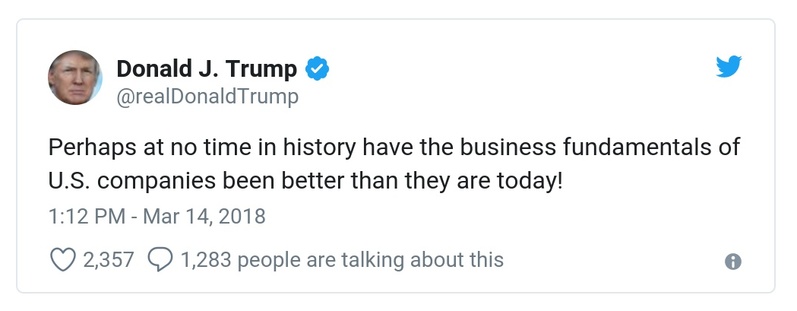 Donald J. Trump
@realDonaldTrump
Perhaps at no time in history have the business fundamentals of
U.S. companies been better than they are today!
1:12 PM - Mar 14, 2018
2,357 1,283 people are talking about this